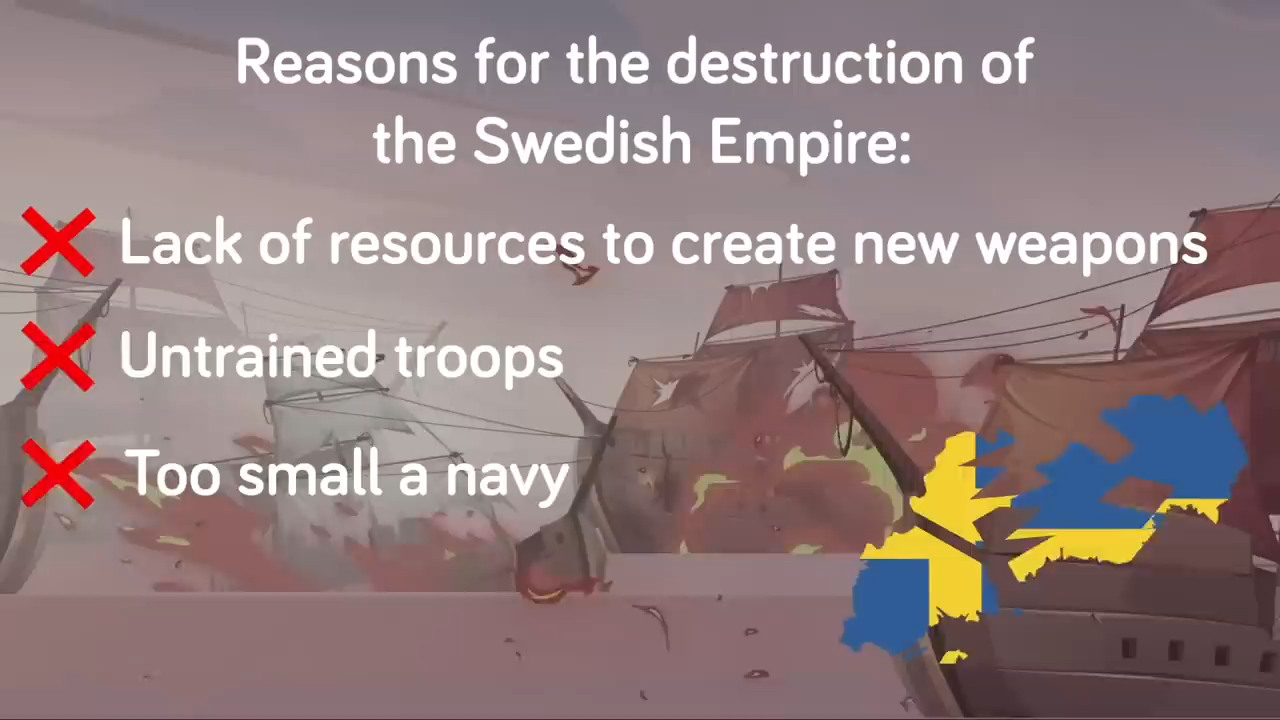 Reasons for the destruction of
the Swedish Empire:
Lack of resources to create new weapons
Untrained troops
Too small a navy